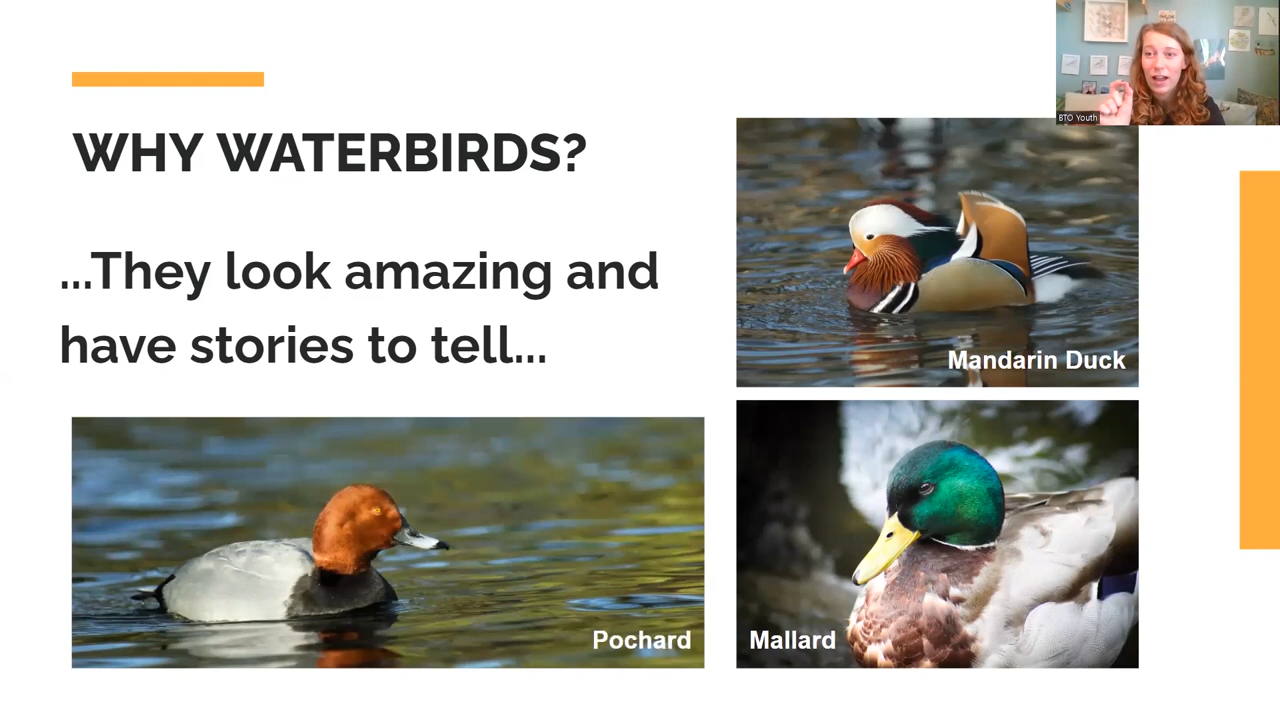 BTO Youth
WHY WATERBIRDS?
...They look amazing and
have stories to tell...
Mandarin Duck
Pochard
Mallard